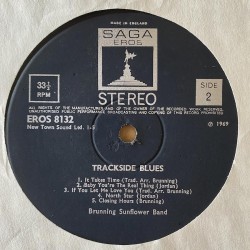 MADE IN ENGLAND
SAGA
EROS
33⅓
RPM
SIDE
2
STEREO
ALL RIGHTS OF THE MANUFACTURER AND OF THE OWNER OF THE RECORDED WORK RESERVED.
UNAUTHORISED PUBLIC PERFORMANCE BROADCASTING AND COPYING OF THIS RECORD PROHIBITED
EROS 8132
New Town Sound Ltd.
℗ 1969
TRACKSIDE BLUES
1. It Takes Time (Trad. Arr. Brunning)
2. Baby You're The Real Thing (Jordan)
3. If You Let Me Love You (Trad. Arr. Brunning)
4. North Star (Jordan)
5. Closing Hours (Brunning)
Brunning Sunflower Band